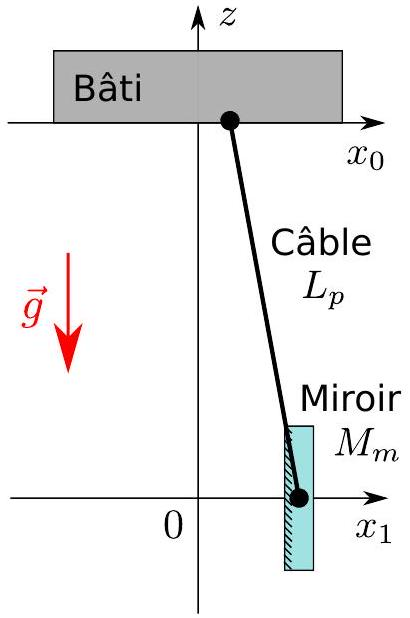 z
Bâti
x₀
Câble
Lₚ
g⃗
Miroir
Mₘ
0
x₁